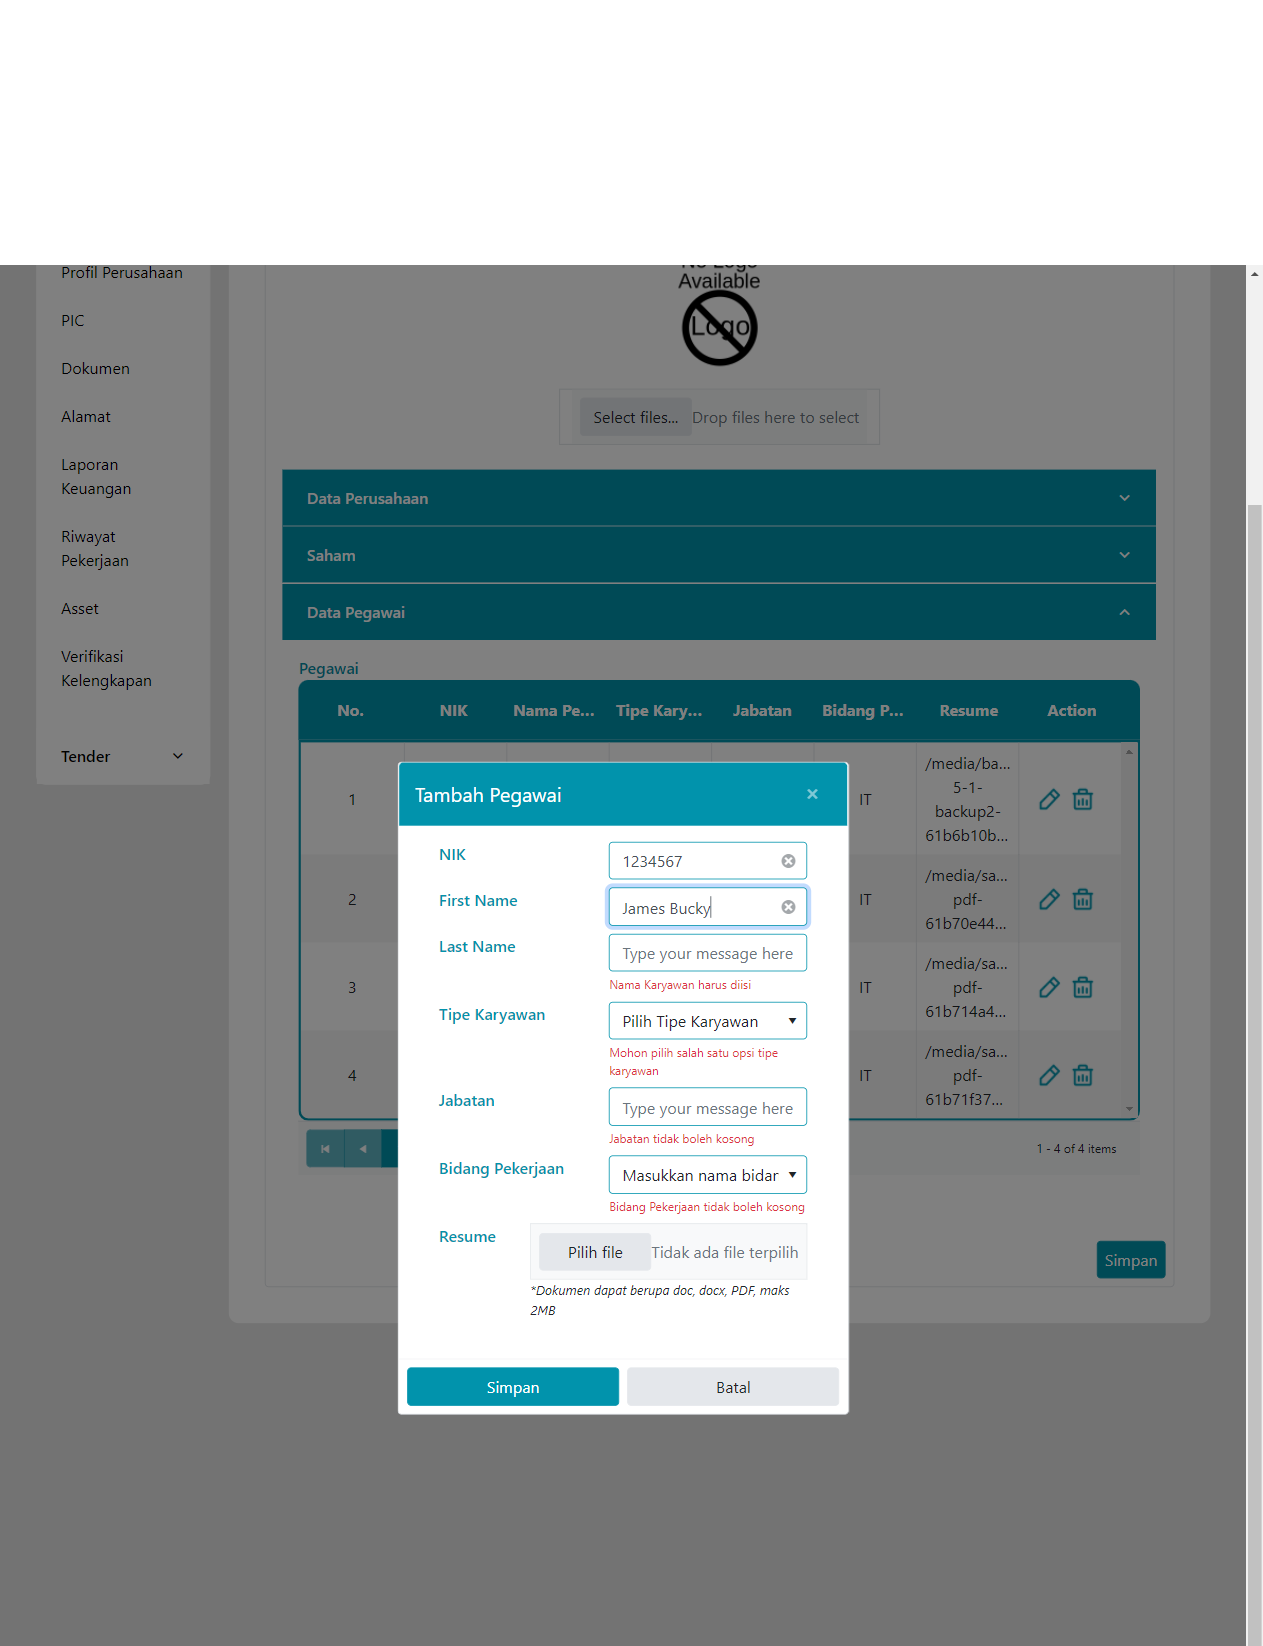 Profil Perusahaan
PIC
Dokumen
Alamat
Laporan
Keuangan
Riwayat
Pekerjaan
Asset
Verifikasi
Kelengkapan
Tender
No Logo
Available
Logo
Select files...
Drop files here to select
Data Perusahaan
Saham
Data Pegawai
Pegawai
No. NIK Nama Pe... Tipe Kary... Jabatan Bidang P... Resume Action
1 IT
/media/ba...
5-1-
backup2-
61b6b10b...
2 IT
/media/sa...
pdf-
61b70e44...
3 IT
/media/sa...
pdf-
61b714a4...
4 IT
/media/sa...
pdf-
61b71f37...
1 - 4 of 4 items
Simpan
Tambah Pegawai
NIK 1234567
First Name James Bucky
Last Name Type your message here
Nama Karyawan harus diisi
Tipe Karyawan Pilih Tipe Karyawan
Mohon pilih salah satu opsi tipe
karyawan
Jabatan Type your message here
Jabatan tidak boleh kosong
Bidang Pekerjaan Masukkan nama bidar
Bidang Pekerjaan tidak boleh kosong
Resume Pilih file Tidak ada file terpilih
*Dokumen dapat berupa doc, docx, PDF, maks
2MB
Simpan Batal